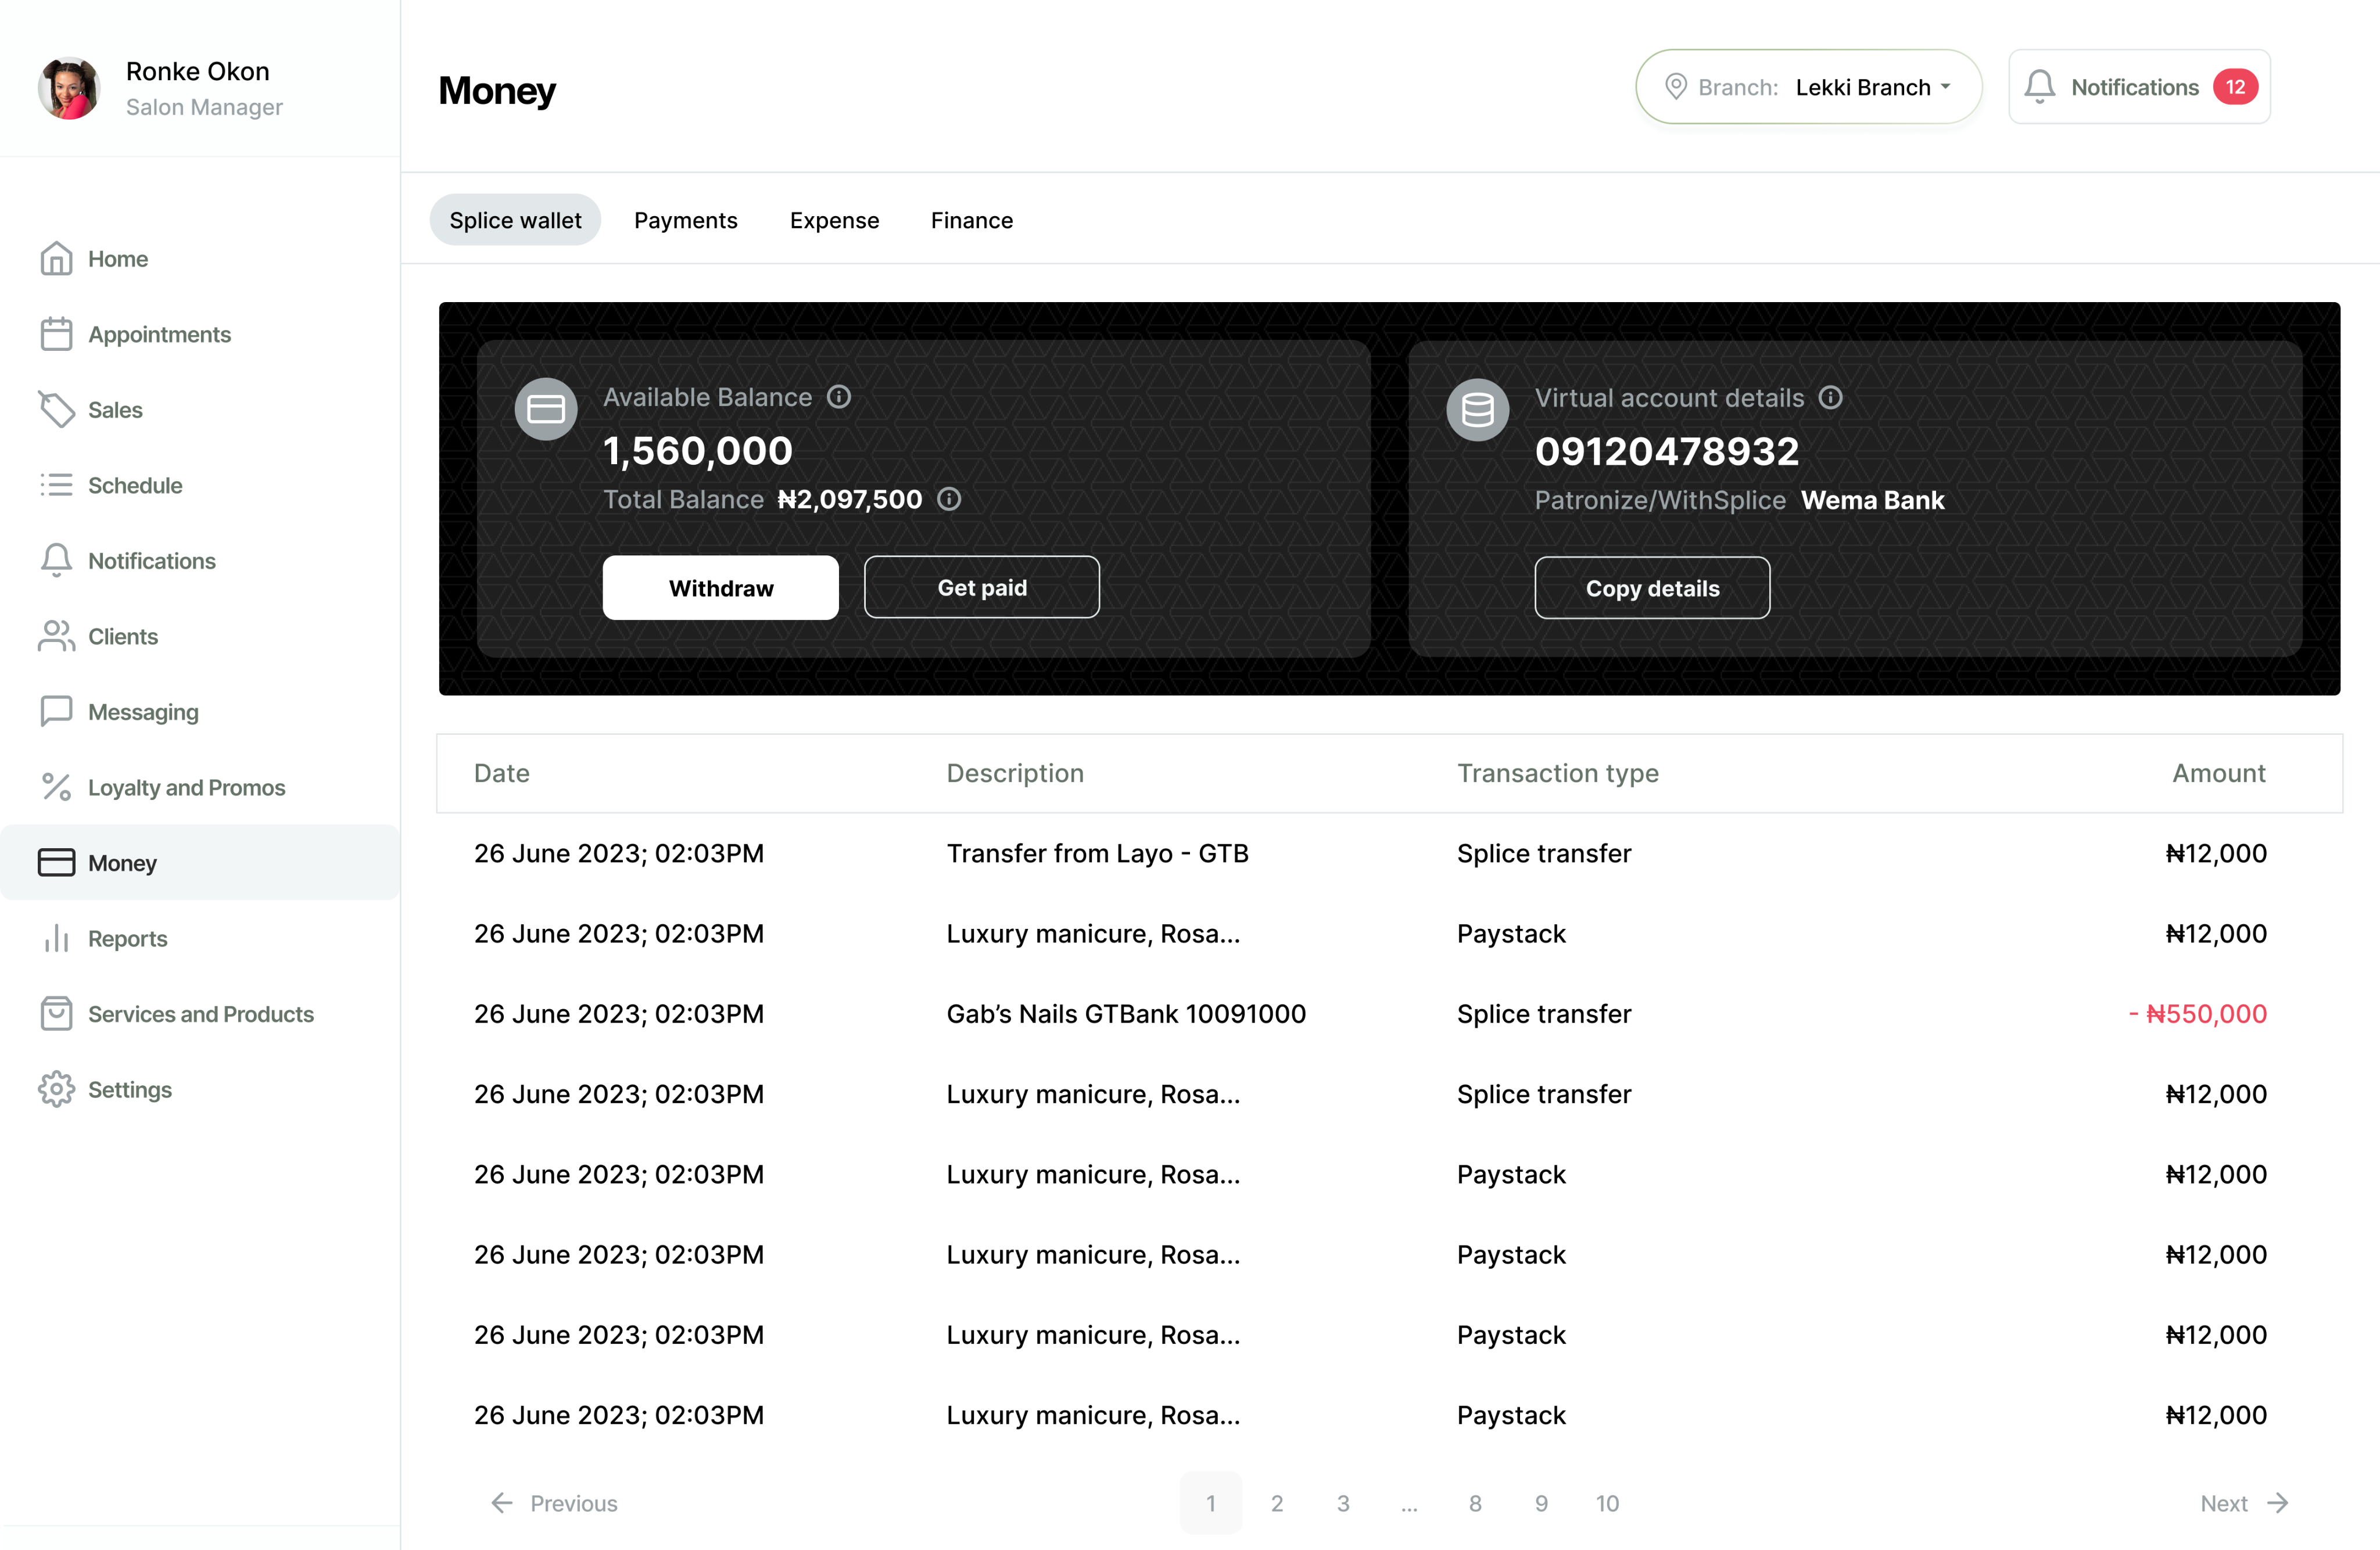 Ronke Okon
Salon Manager
Home
Appointments
Sales
Schedule
Notifications
Clients
Messaging
Loyalty and Promos
Money
Reports
Services and Products
Settings
Money
Branch: Lekki Branch
Notifications 12
Splice wallet Payments Expense Finance
Available Balance
1,560,000
Total Balance ₦2,097,500
Withdraw Get paid
Virtual account details
09120478932
Patronize/WithSplice Wema Bank
Copy details
Date Description Transaction type Amount
26 June 2023; 02:03PM Transfer from Layo - GTB Splice transfer ₦12,000
26 June 2023; 02:03PM Luxury manicure, Rosa... Paystack ₦12,000
26 June 2023; 02:03PM Gab’s Nails GTBank 10091000 Splice transfer - ₦550,000
26 June 2023; 02:03PM Luxury manicure, Rosa... Splice transfer ₦12,000
26 June 2023; 02:03PM Luxury manicure, Rosa... Paystack ₦12,000
26 June 2023; 02:03PM Luxury manicure, Rosa... Paystack ₦12,000
26 June 2023; 02:03PM Luxury manicure, Rosa... Paystack ₦12,000
26 June 2023; 02:03PM Luxury manicure, Rosa... Paystack ₦12,000
Previous 1 2 3 ... 8 9 10 Next